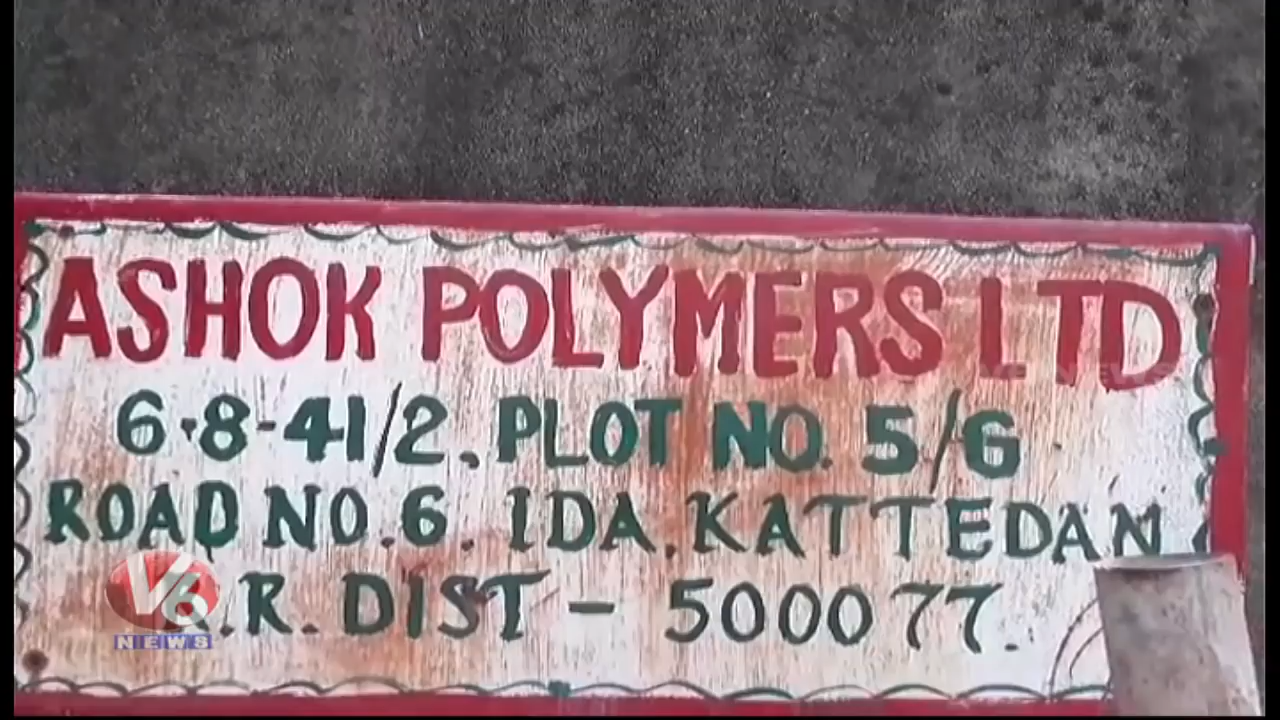 ASHOK POLYMERS LTD
6-8-41/2. PLOT NO. 5/G
ROAD NO.6. IDA. KATTEDAN
.R. DIST - 500077.
V6
NEWS